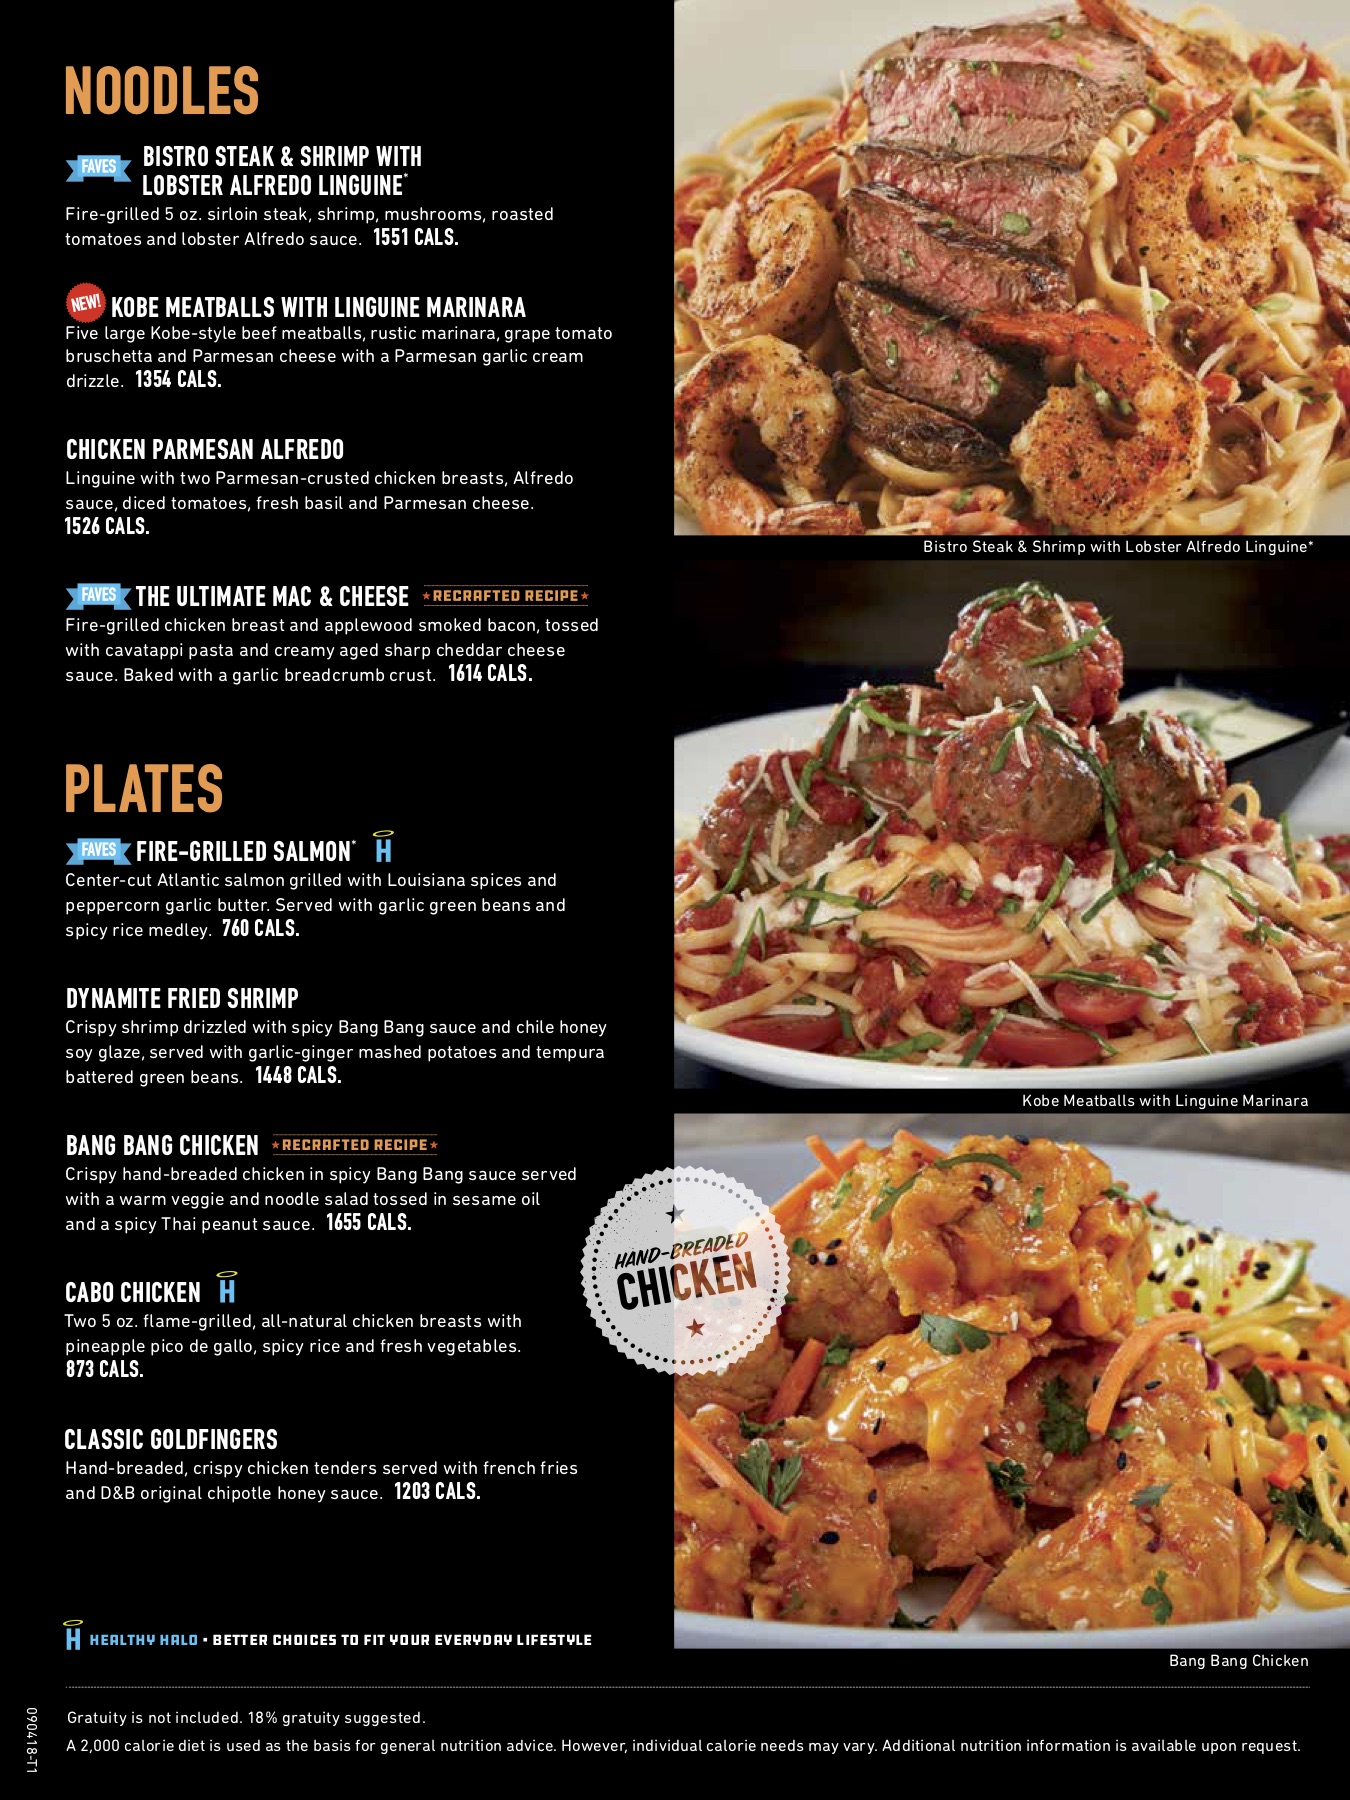 NOODLES
FAVES BISTRO STEAK & SHRIMP WITH
LOBSTER ALFREDO LINGUINE*
Fire-grilled 5 oz. sirloin steak, shrimp, mushrooms, roasted
tomatoes and lobster Alfredo sauce. 1551 CALS.
NEW! KOBE MEATBALLS WITH LINGUINE MARINARA
Five large Kobe-style beef meatballs, rustic marinara, grape tomato
bruschetta and Parmesan cheese with a Parmesan garlic cream
drizzle. 1354 CALS.
CHICKEN PARMESAN ALFREDO
Linguine with two Parmesan-crusted chicken breasts, Alfredo
sauce, diced tomatoes, fresh basil and Parmesan cheese.
1526 CALS.
FAVES THE ULTIMATE MAC & CHEESE ★RECRAFTED RECIPE★
Fire-grilled chicken breast and applewood smoked bacon, tossed
with cavatappi pasta and creamy aged sharp cheddar cheese
sauce. Baked with a garlic breadcrumb crust. 1614 CALS.
PLATES
FAVES FIRE-GRILLED SALMON* H
Center-cut Atlantic salmon grilled with Louisiana spices and
peppercorn garlic butter. Served with garlic green beans and
spicy rice medley. 760 CALS.
DYNAMITE FRIED SHRIMP
Crispy shrimp drizzled with spicy Bang Bang sauce and chile honey
soy glaze, served with garlic-ginger mashed potatoes and tempura
battered green beans. 1448 CALS.
BANG BANG CHICKEN ★RECRAFTED RECIPE★
Crispy hand-breaded chicken in spicy Bang Bang sauce served
with a warm veggie and noodle salad tossed in sesame oil
and a spicy Thai peanut sauce. 1655 CALS.
CABO CHICKEN H
Two 5 oz. flame-grilled, all-natural chicken breasts with
pineapple pico de gallo, spicy rice and fresh vegetables.
873 CALS.
CLASSIC GOLDFINGERS
Hand-breaded, crispy chicken tenders served with french fries
and D&B original chipotle honey sauce. 1203 CALS.
H HEALTHY HALO • BETTER CHOICES TO FIT YOUR EVERYDAY LIFESTYLE
Bistro Steak & Shrimp with Lobster Alfredo Linguine*
Kobe Meatballs with Linguine Marinara
HAND-BREADED
CHICKEN
Bang Bang Chicken
Gratuity is not included. 18% gratuity suggested.
A 2,000 calorie diet is used as the basis for general nutrition advice. However, individual calorie needs may vary. Additional nutrition information is available upon request.
090418-T1